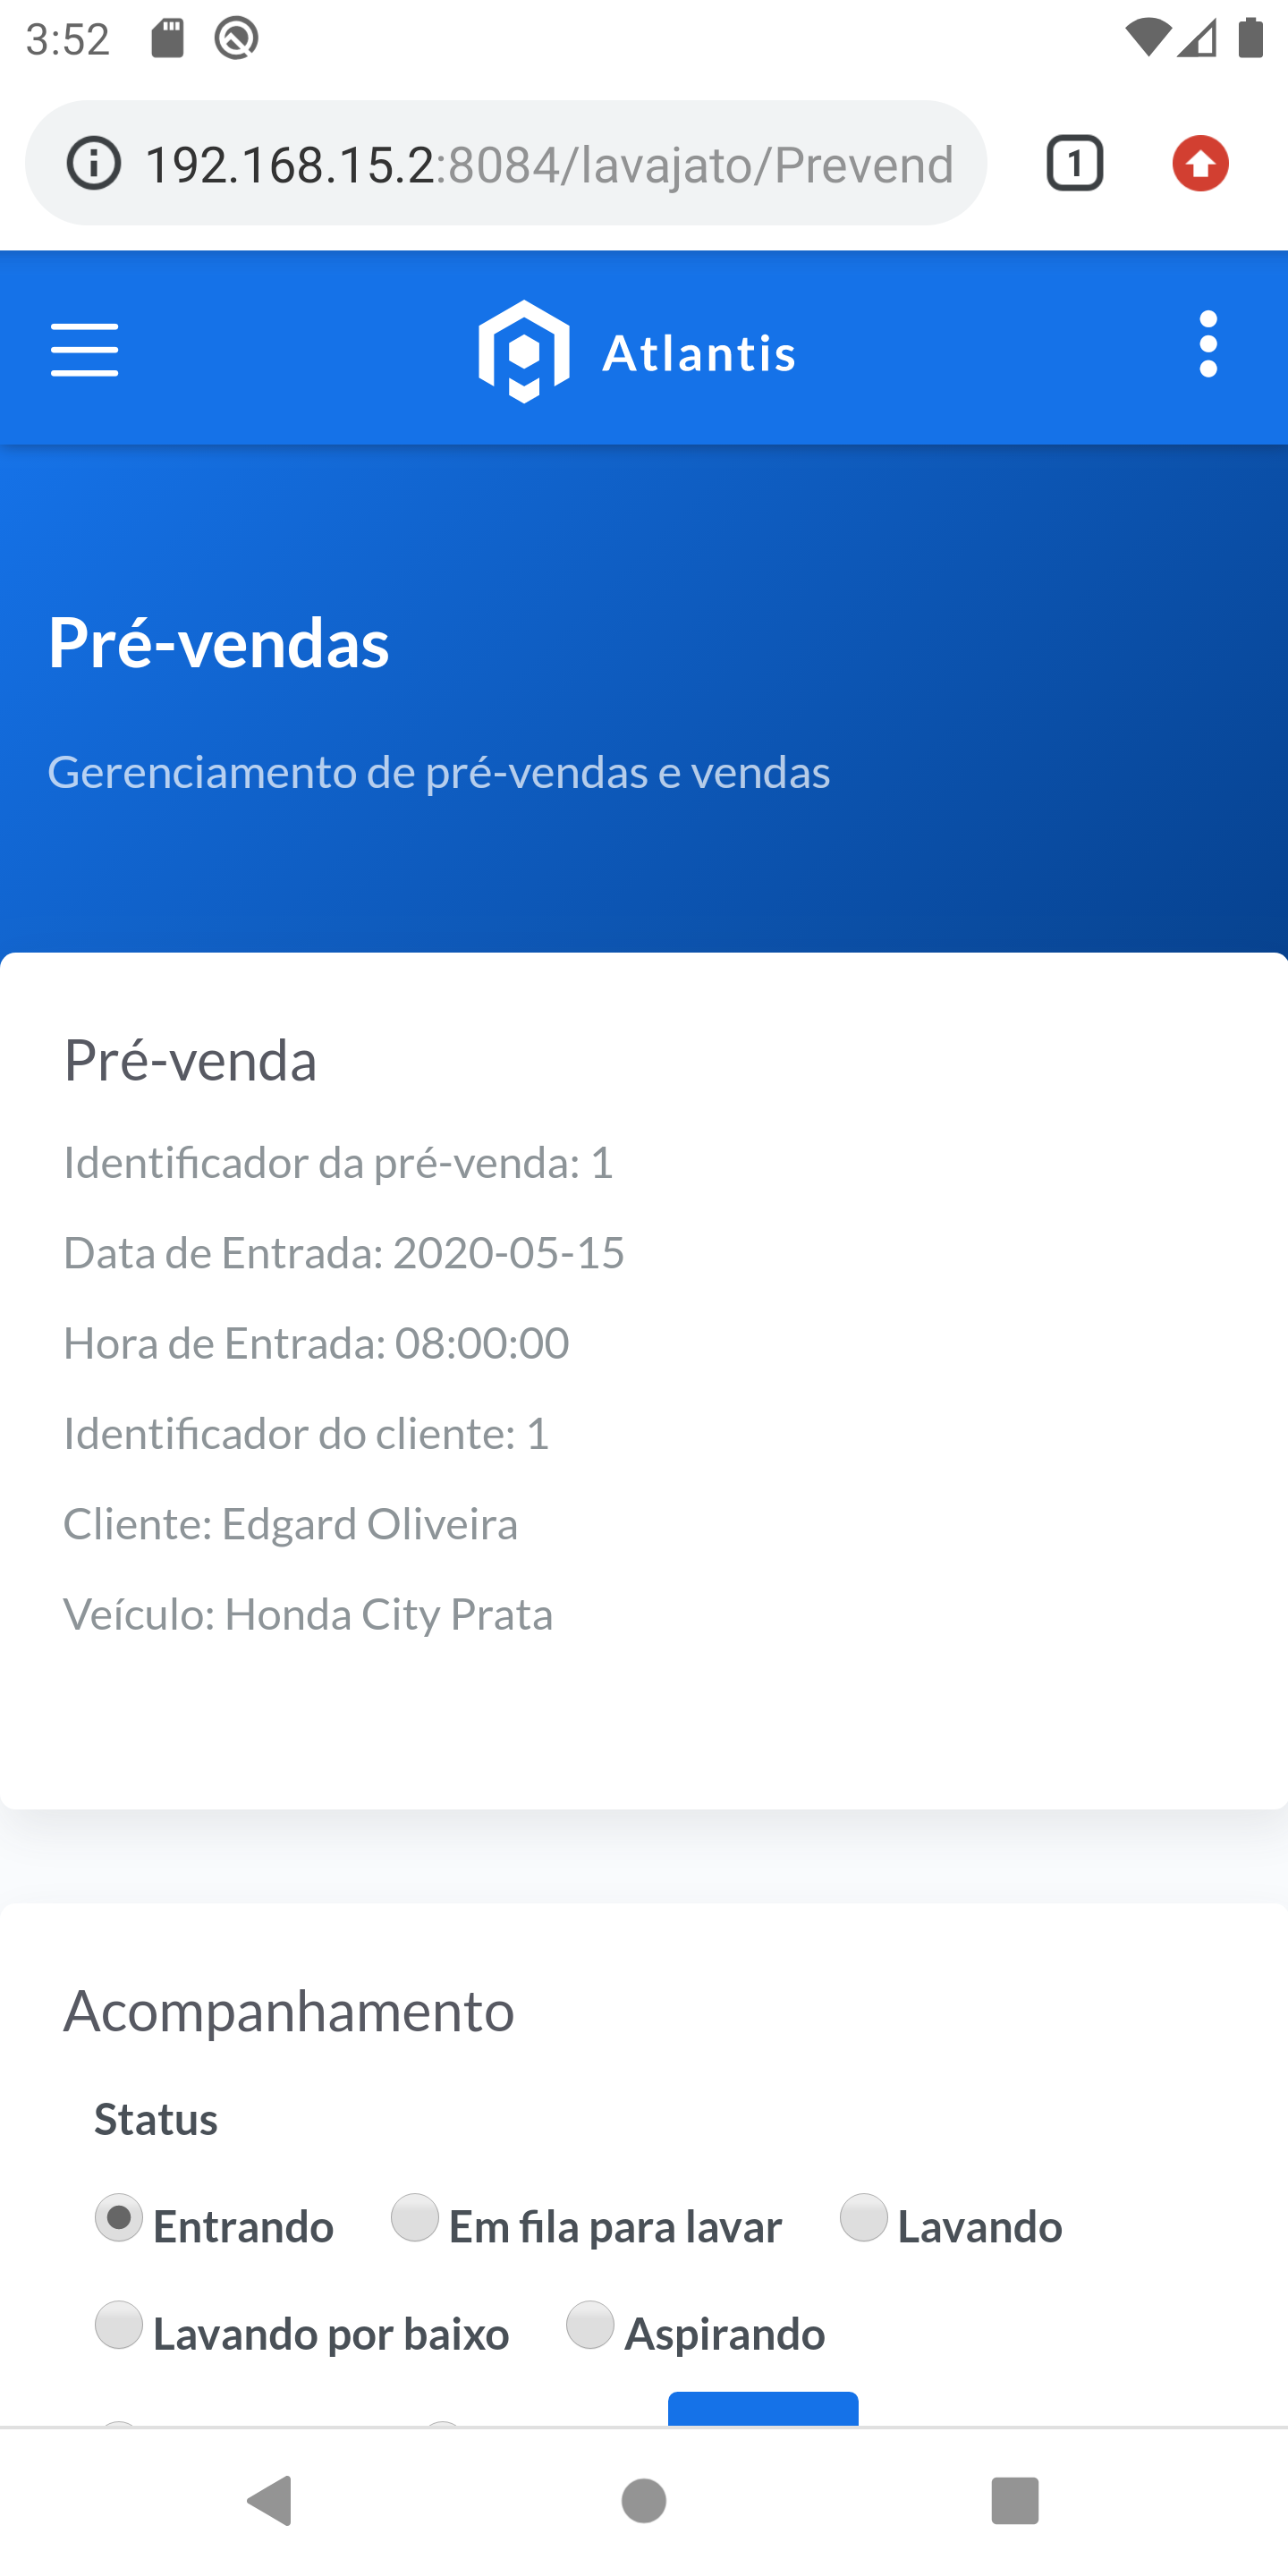 3:52
192.168.15.2:8084/lavajato/Prevend
1
Atlantis
Pré-vendas
Gerenciamento de pré-vendas e vendas
Pré-venda
Identificador da pré-venda: 1
Data de Entrada: 2020-05-15
Hora de Entrada: 08:00:00
Identificador do cliente: 1
Cliente: Edgard Oliveira
Veículo: Honda City Prata
Acompanhamento
Status
Entrando Em fila para lavar Lavando
Lavando por baixo Aspirando